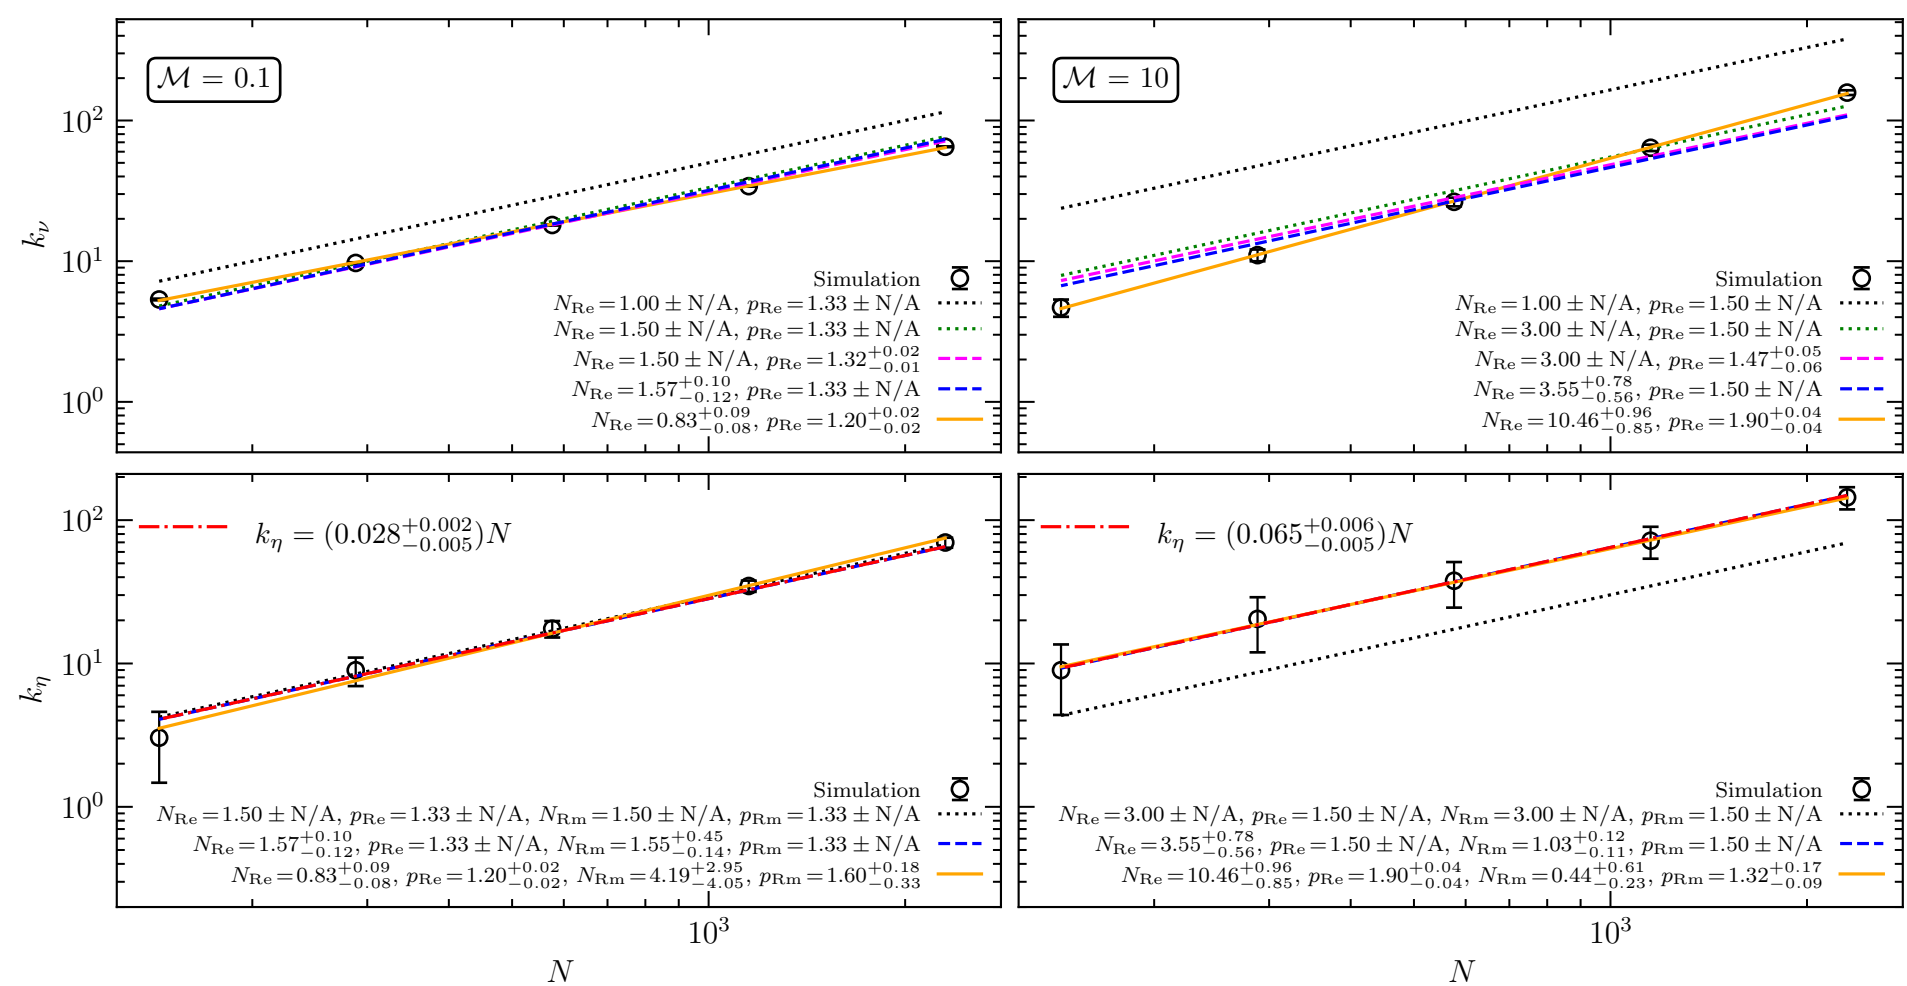 𝓜 = 0.1
10² 10¹ 10⁰
k_ν
Simulation
N_Re = 1.00 ± N/A, p_Re = 1.33 ± N/A
N_Re = 1.50 ± N/A, p_Re = 1.33 ± N/A
N_Re = 1.50 ± N/A, p_Re = 1.32^{+0.02}_{−0.01}
N_Re = 1.57^{+0.10}_{−0.12}, p_Re = 1.33 ± N/A
N_Re = 0.83^{+0.09}_{−0.08}, p_Re = 1.20^{+0.02}_{−0.02}
𝓜 = 10
Simulation
N_Re = 1.00 ± N/A, p_Re = 1.50 ± N/A
N_Re = 3.00 ± N/A, p_Re = 1.50 ± N/A
N_Re = 3.00 ± N/A, p_Re = 1.47^{+0.05}_{−0.06}
N_Re = 3.55^{+0.78}_{−0.56}, p_Re = 1.50 ± N/A
N_Re = 10.46^{+0.96}_{−0.85}, p_Re = 1.90^{+0.04}_{−0.04}
k_η = (0.028^{+0.002}_{−0.005})N
10² 10¹ 10⁰
k_η
Simulation
N_Re = 1.50 ± N/A, p_Re = 1.33 ± N/A, N_Rm = 1.50 ± N/A, p_Rm = 1.33 ± N/A
N_Re = 1.57^{+0.10}_{−0.12}, p_Re = 1.33 ± N/A, N_Rm = 1.55^{+0.45}_{−0.14}, p_Rm = 1.33 ± N/A
N_Re = 0.83^{+0.09}_{−0.08}, p_Re = 1.20^{+0.02}_{−0.02}, N_Rm = 4.19^{+2.95}_{−4.05}, p_Rm = 1.60^{+0.18}_{−0.33}
10³
N
k_η = (0.065^{+0.006}_{−0.005})N
Simulation
N_Re = 3.00 ± N/A, p_Re = 1.50 ± N/A, N_Rm = 3.00 ± N/A, p_Rm = 1.50 ± N/A
N_Re = 3.55^{+0.78}_{−0.56}, p_Re = 1.50 ± N/A, N_Rm = 1.03^{+0.12}_{−0.11}, p_Rm = 1.50 ± N/A
N_Re = 10.46^{+0.96}_{−0.85}, p_Re = 1.90^{+0.04}_{−0.04}, N_Rm = 0.44^{+0.61}_{−0.23}, p_Rm = 1.32^{+0.17}_{−0.09}
10³
N